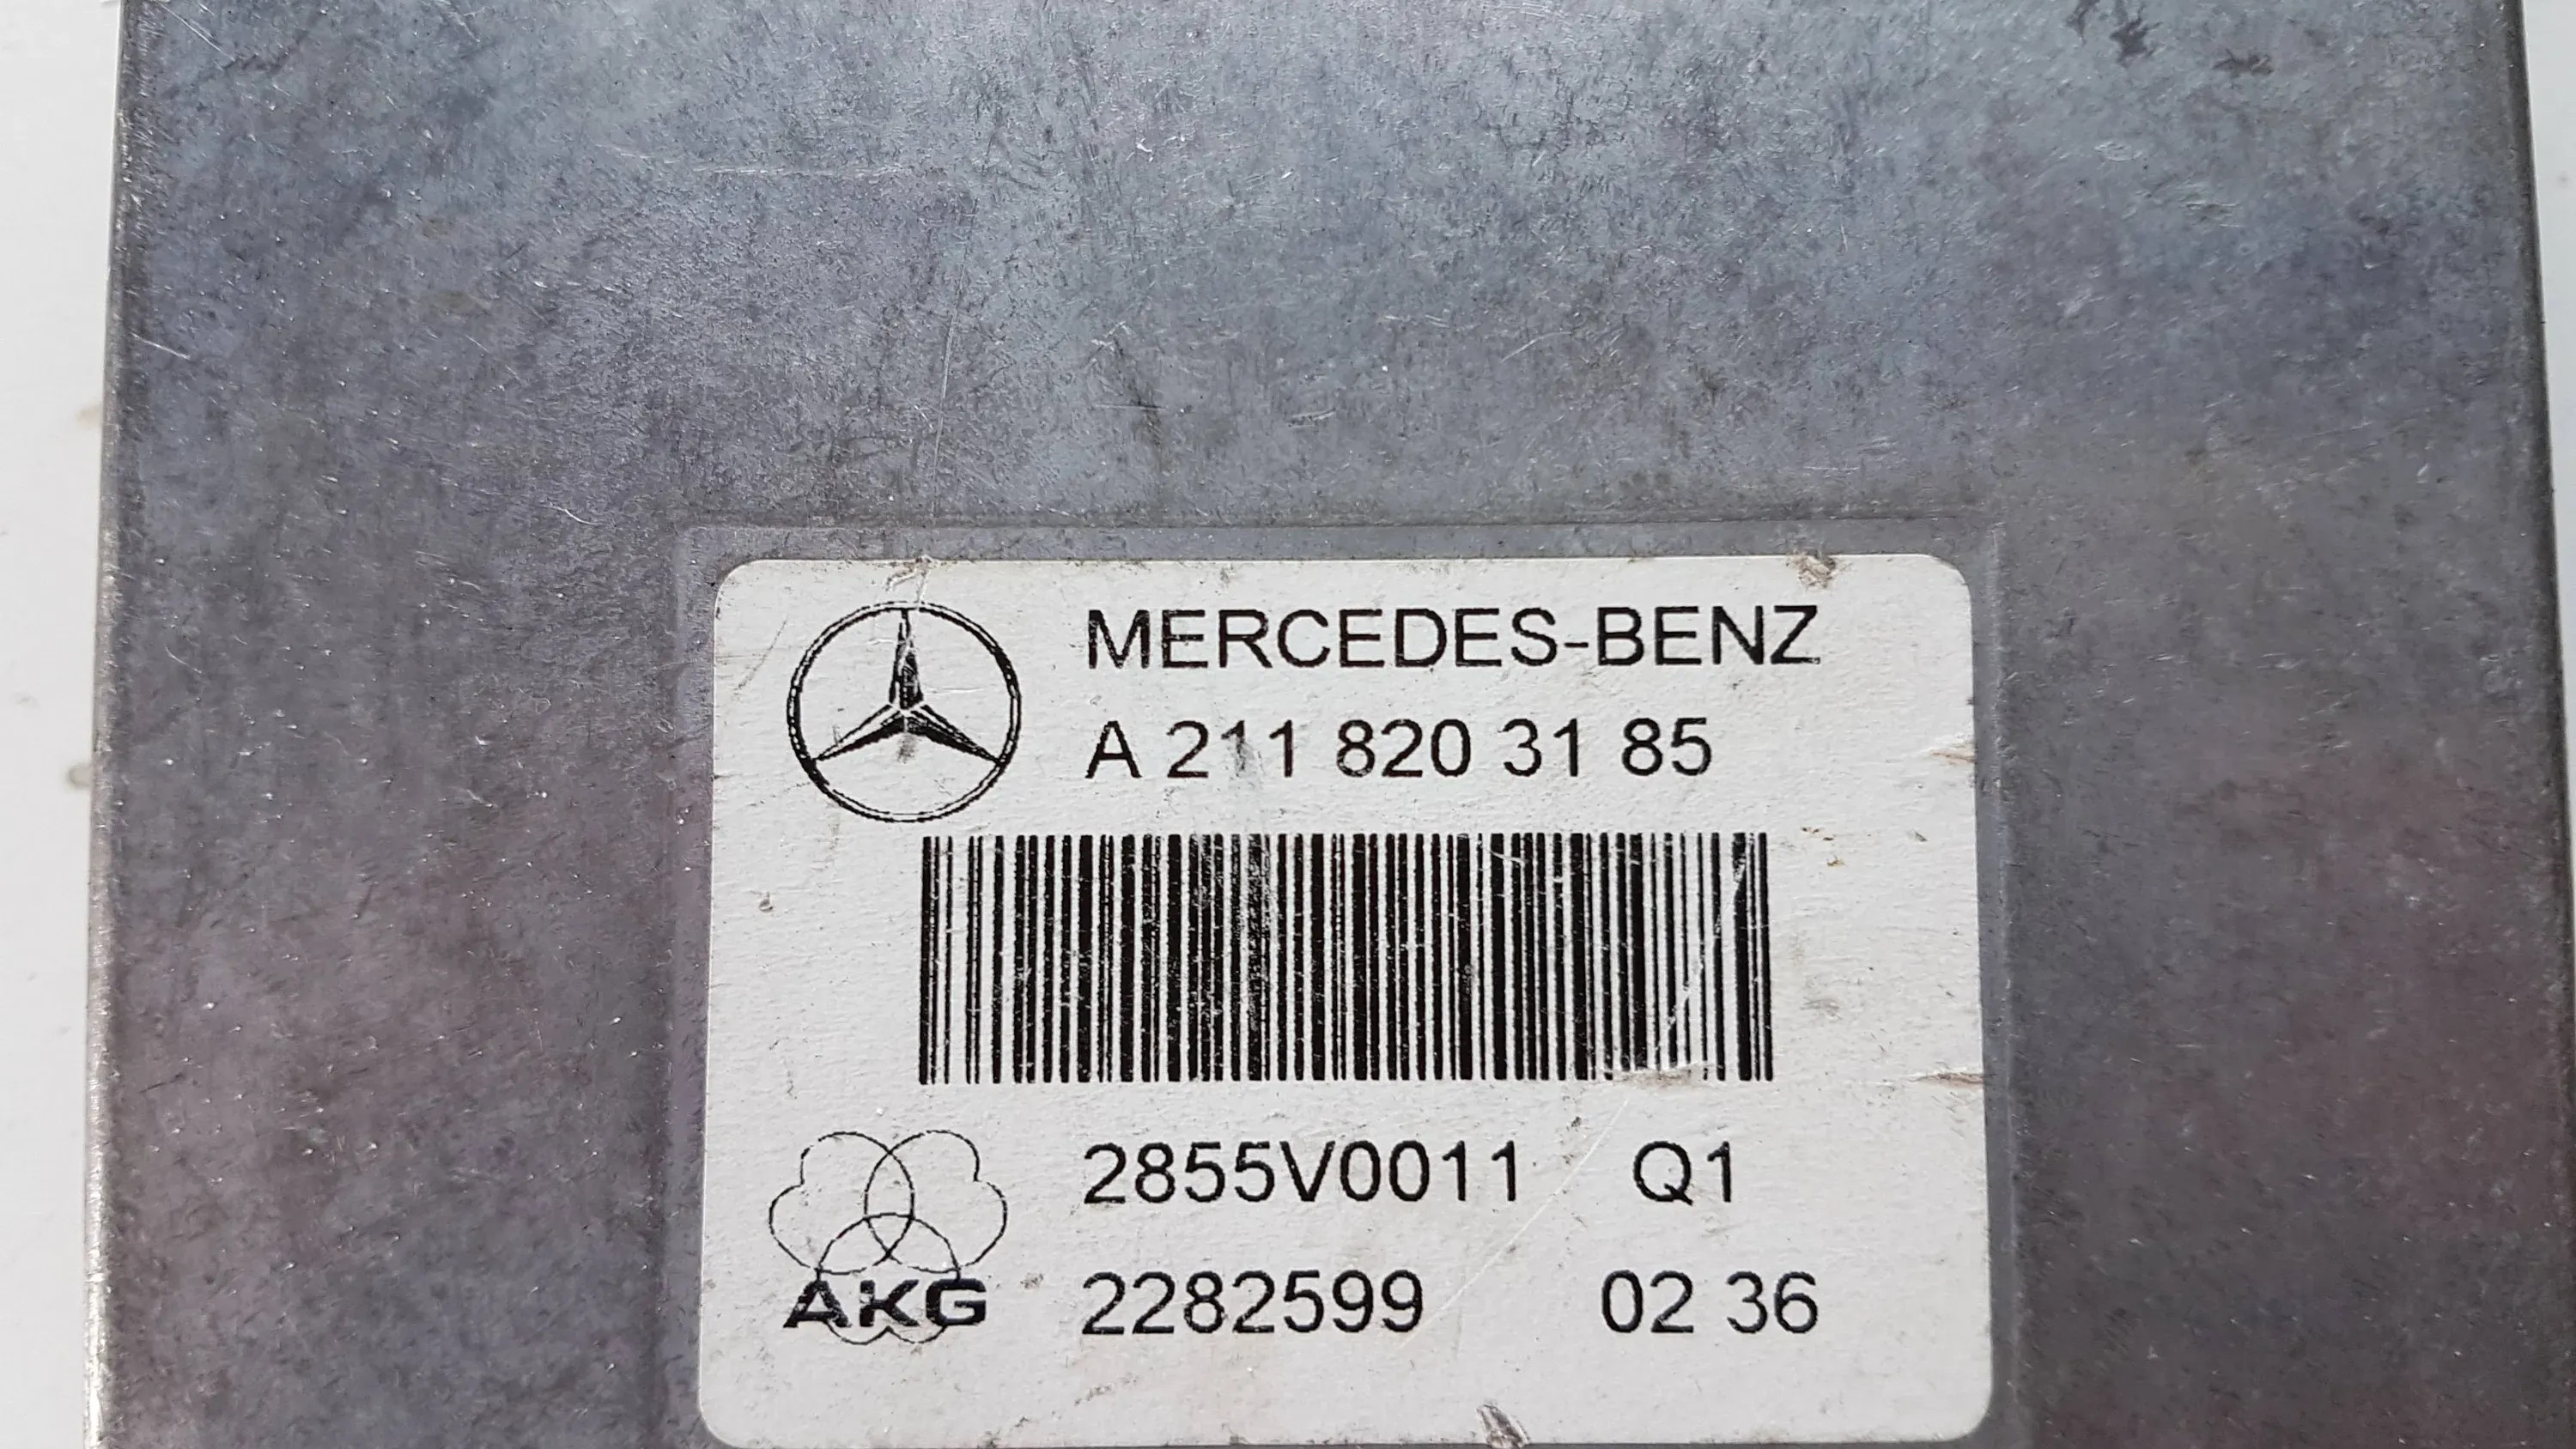 MERCEDES-BENZ
A 211 820 31 85
2855V0011 Q1
AKG 2282599 02 36